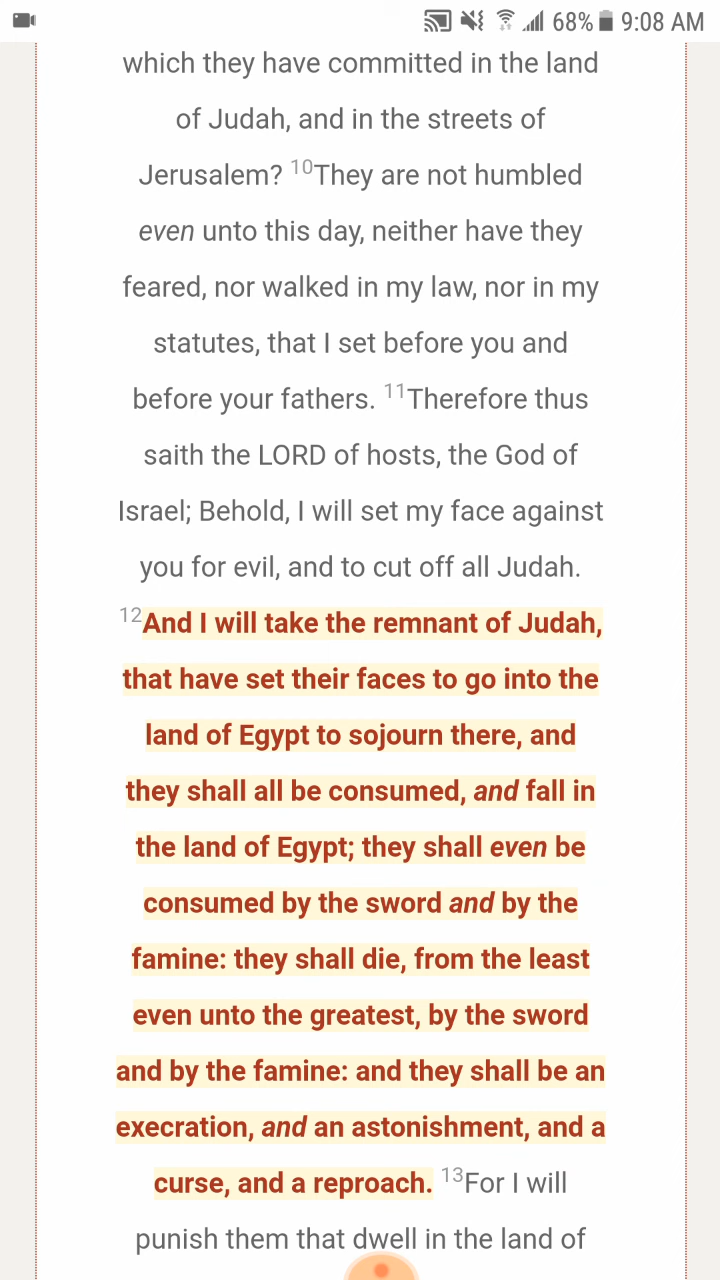 68% 9:08 AM
which they have committed in the land
of Judah, and in the streets of
Jerusalem? 10They are not humbled
even unto this day, neither have they
feared, nor walked in my law, nor in my
statutes, that I set before you and
before your fathers. 11Therefore thus
saith the LORD of hosts, the God of
Israel; Behold, I will set my face against
you for evil, and to cut off all Judah.
12And I will take the remnant of Judah,
that have set their faces to go into the
land of Egypt to sojourn there, and
they shall all be consumed, and fall in
the land of Egypt; they shall even be
consumed by the sword and by the
famine: they shall die, from the least
even unto the greatest, by the sword
and by the famine: and they shall be an
execration, and an astonishment, and a
curse, and a reproach. 13For I will
punish them that dwell in the land of